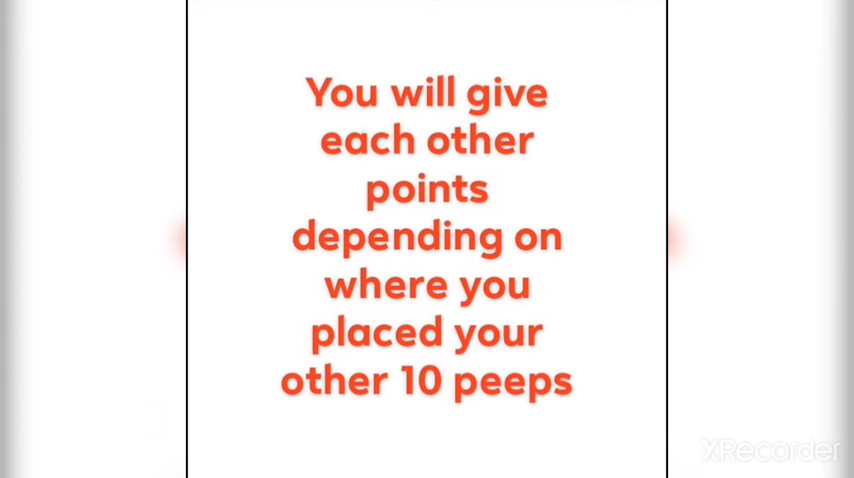 You will give
each other
points
depending on
where you
placed your
other 10 peeps
XRecorder